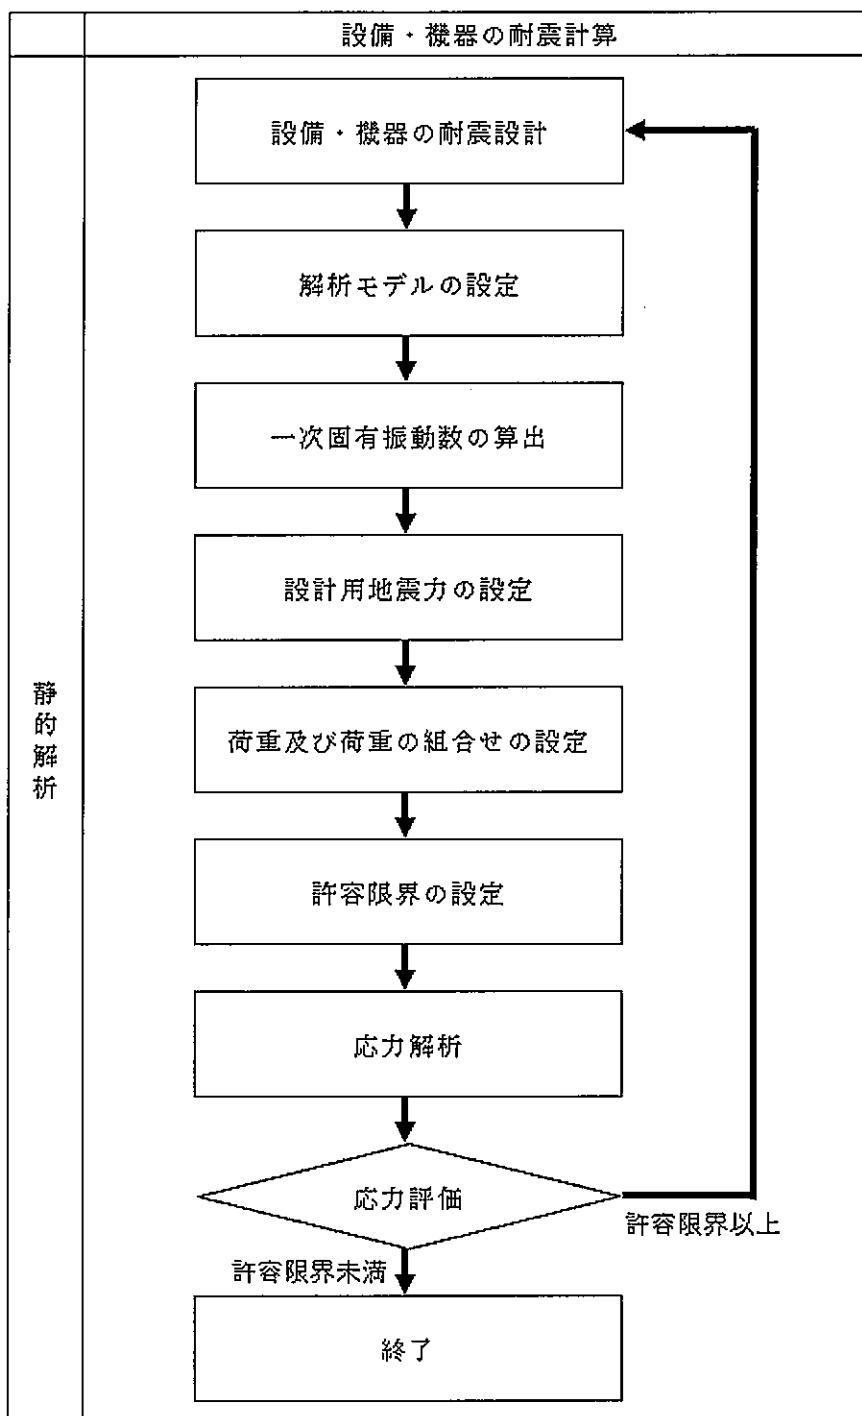 設備・機器の耐震計算
静的解析
設備・機器の耐震設計
解析モデルの設定
一次固有振動数の算出
設計用地震力の設定
荷重及び荷重の組合せの設定
許容限界の設定
応力解析
応力評価
許容限界以上
許容限界未満
終了